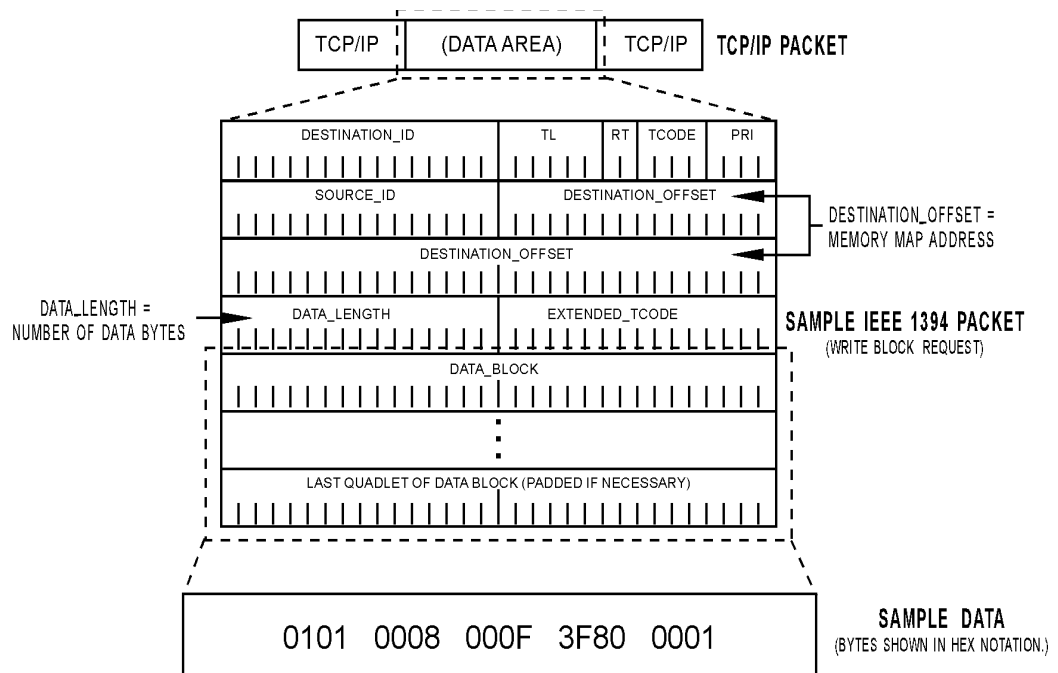 TCP/IP (DATA AREA) TCP/IP TCP/IP PACKET
DESTINATION_ID TL RT TCODE PRI
SOURCE_ID DESTINATION_OFFSET
DESTINATION_OFFSET =
MEMORY MAP ADDRESS
DESTINATION_OFFSET
DATA_LENGTH =
NUMBER OF DATA BYTES
DATA_LENGTH EXTENDED_TCODE
SAMPLE IEEE 1394 PACKET
(WRITE BLOCK REQUEST)
DATA_BLOCK
LAST QUADLET OF DATA BLOCK (PADDED IF NECESSARY)
0101 0008 000F 3F80 0001
SAMPLE DATA
(BYTES SHOWN IN HEX NOTATION.)